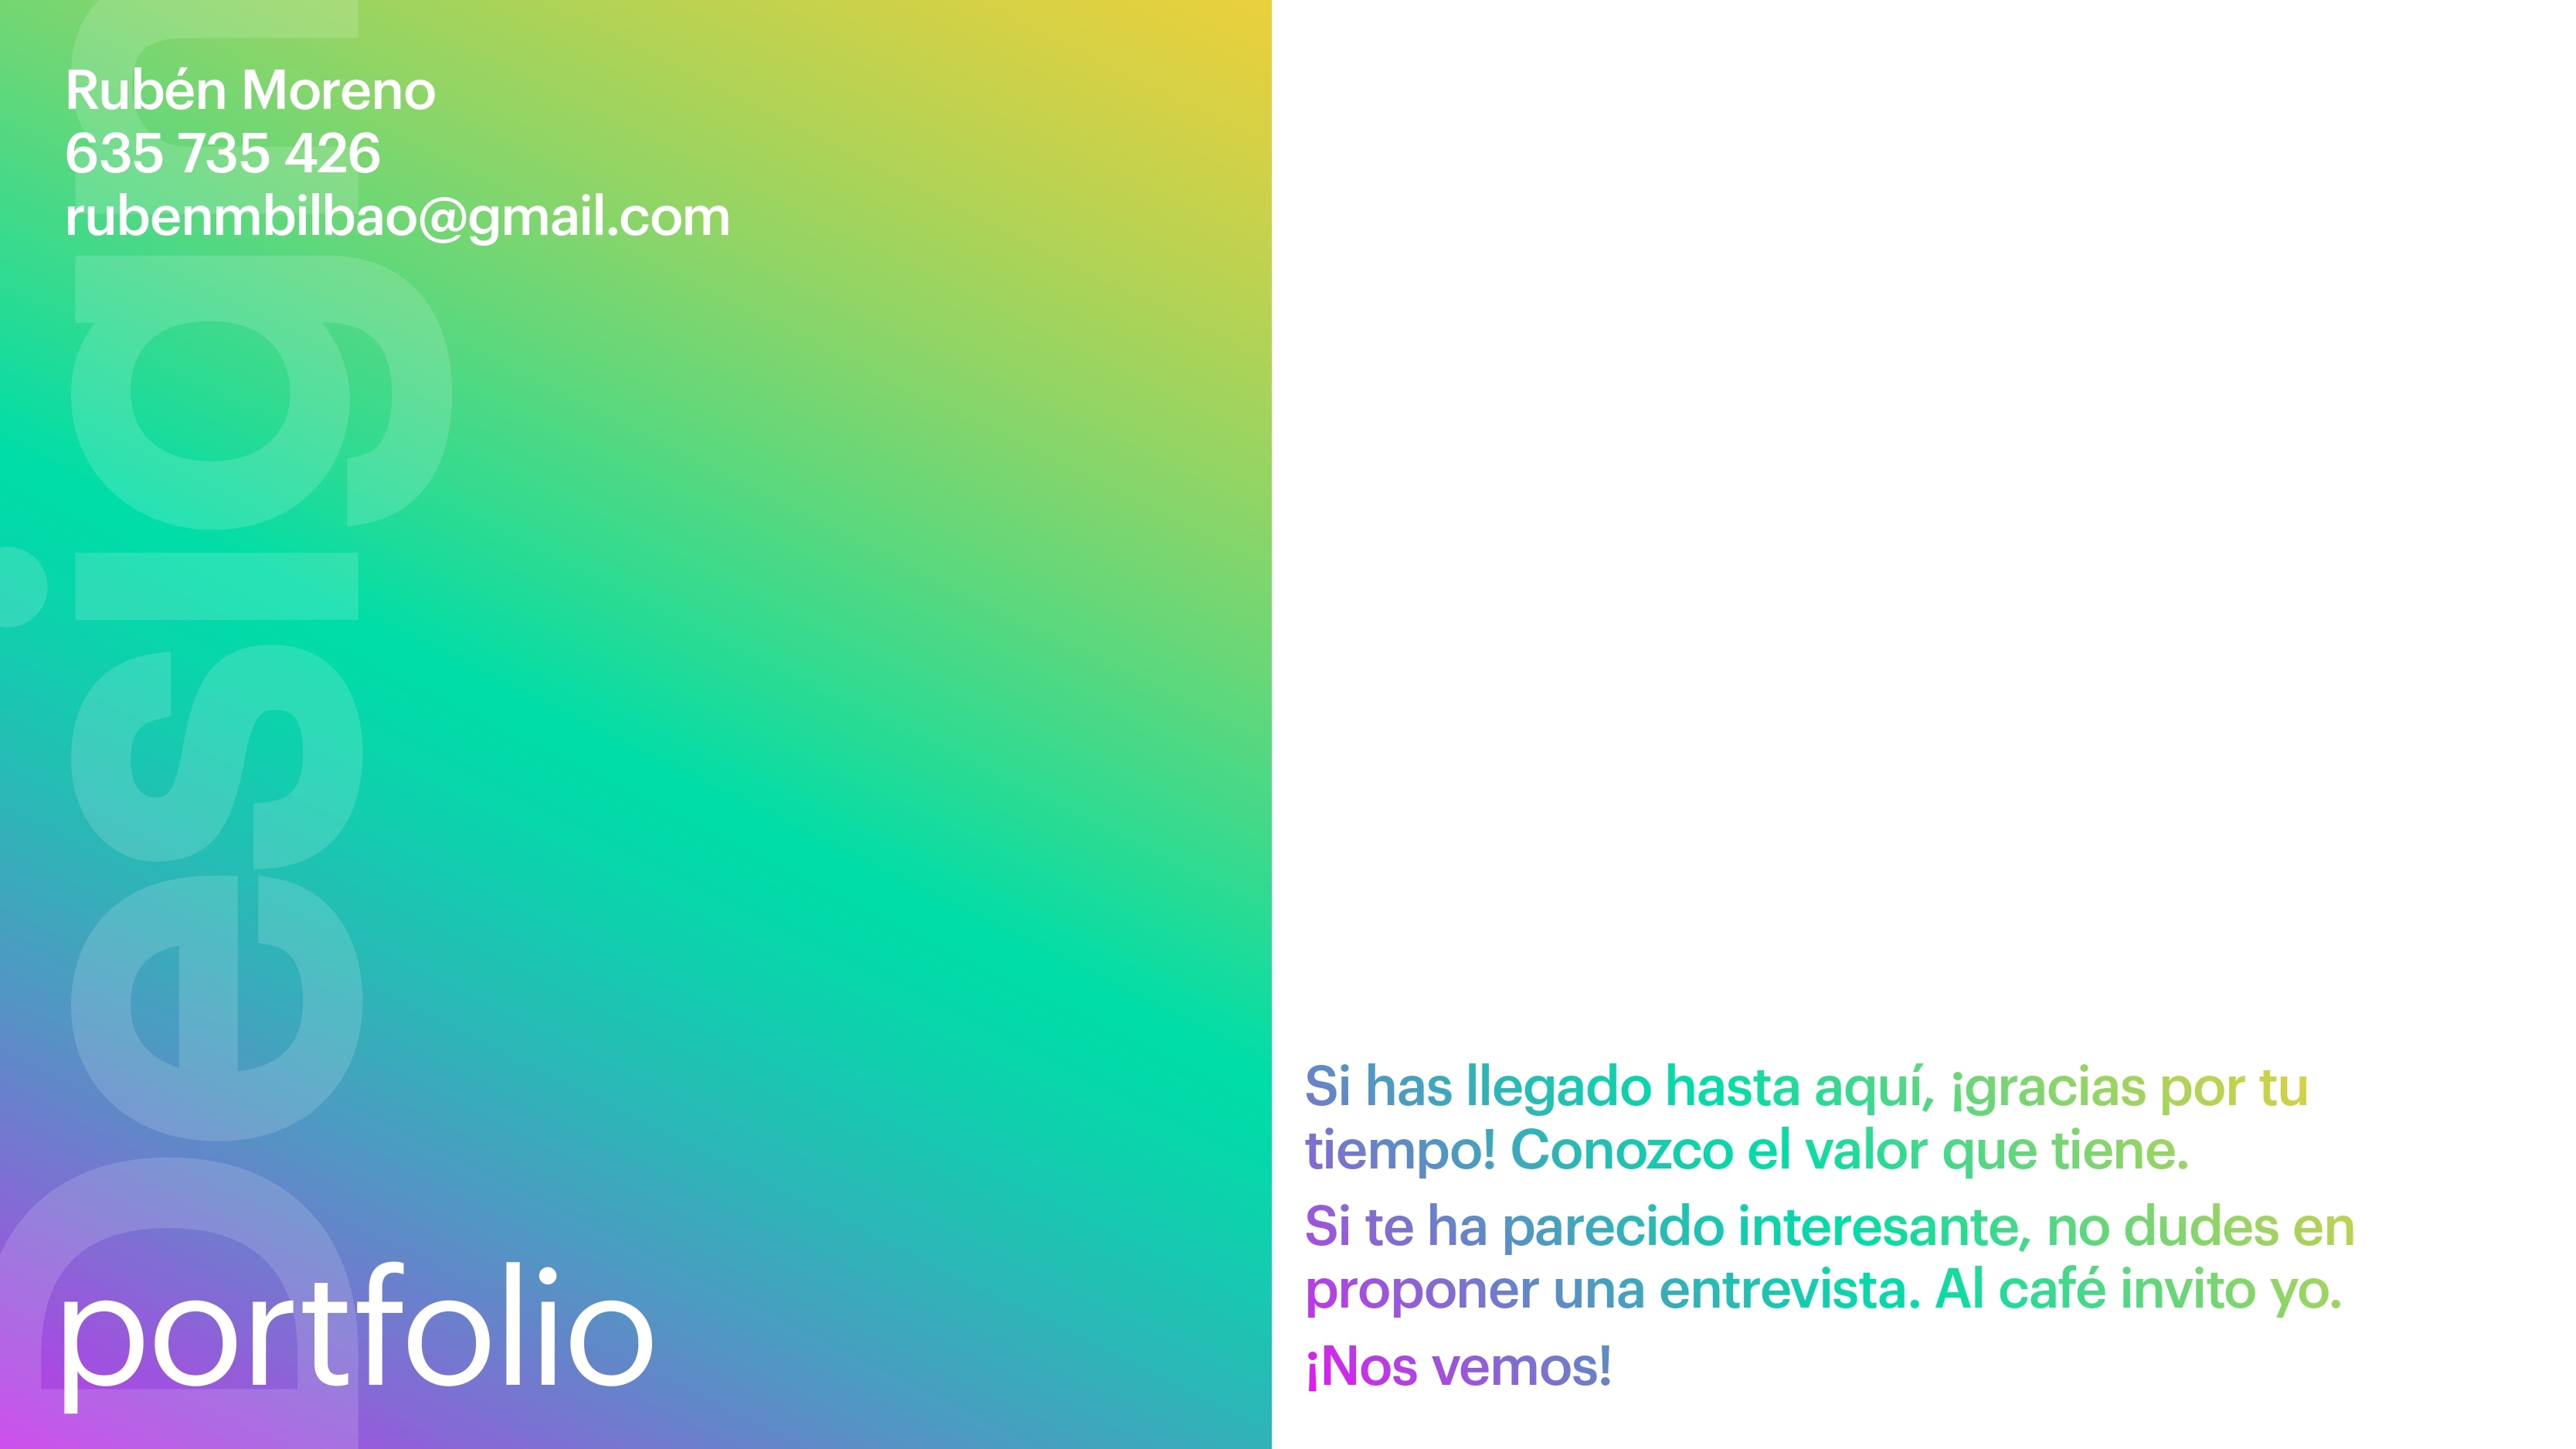 Rubén Moreno
635 735 426
rubenmbilbao@gmail.com
Design
portfolio
Si has llegado hasta aquí, ¡gracias por tu
tiempo! Conozco el valor que tiene.
Si te ha parecido interesante, no dudes en
proponer una entrevista. Al café invito yo.
¡Nos vemos!